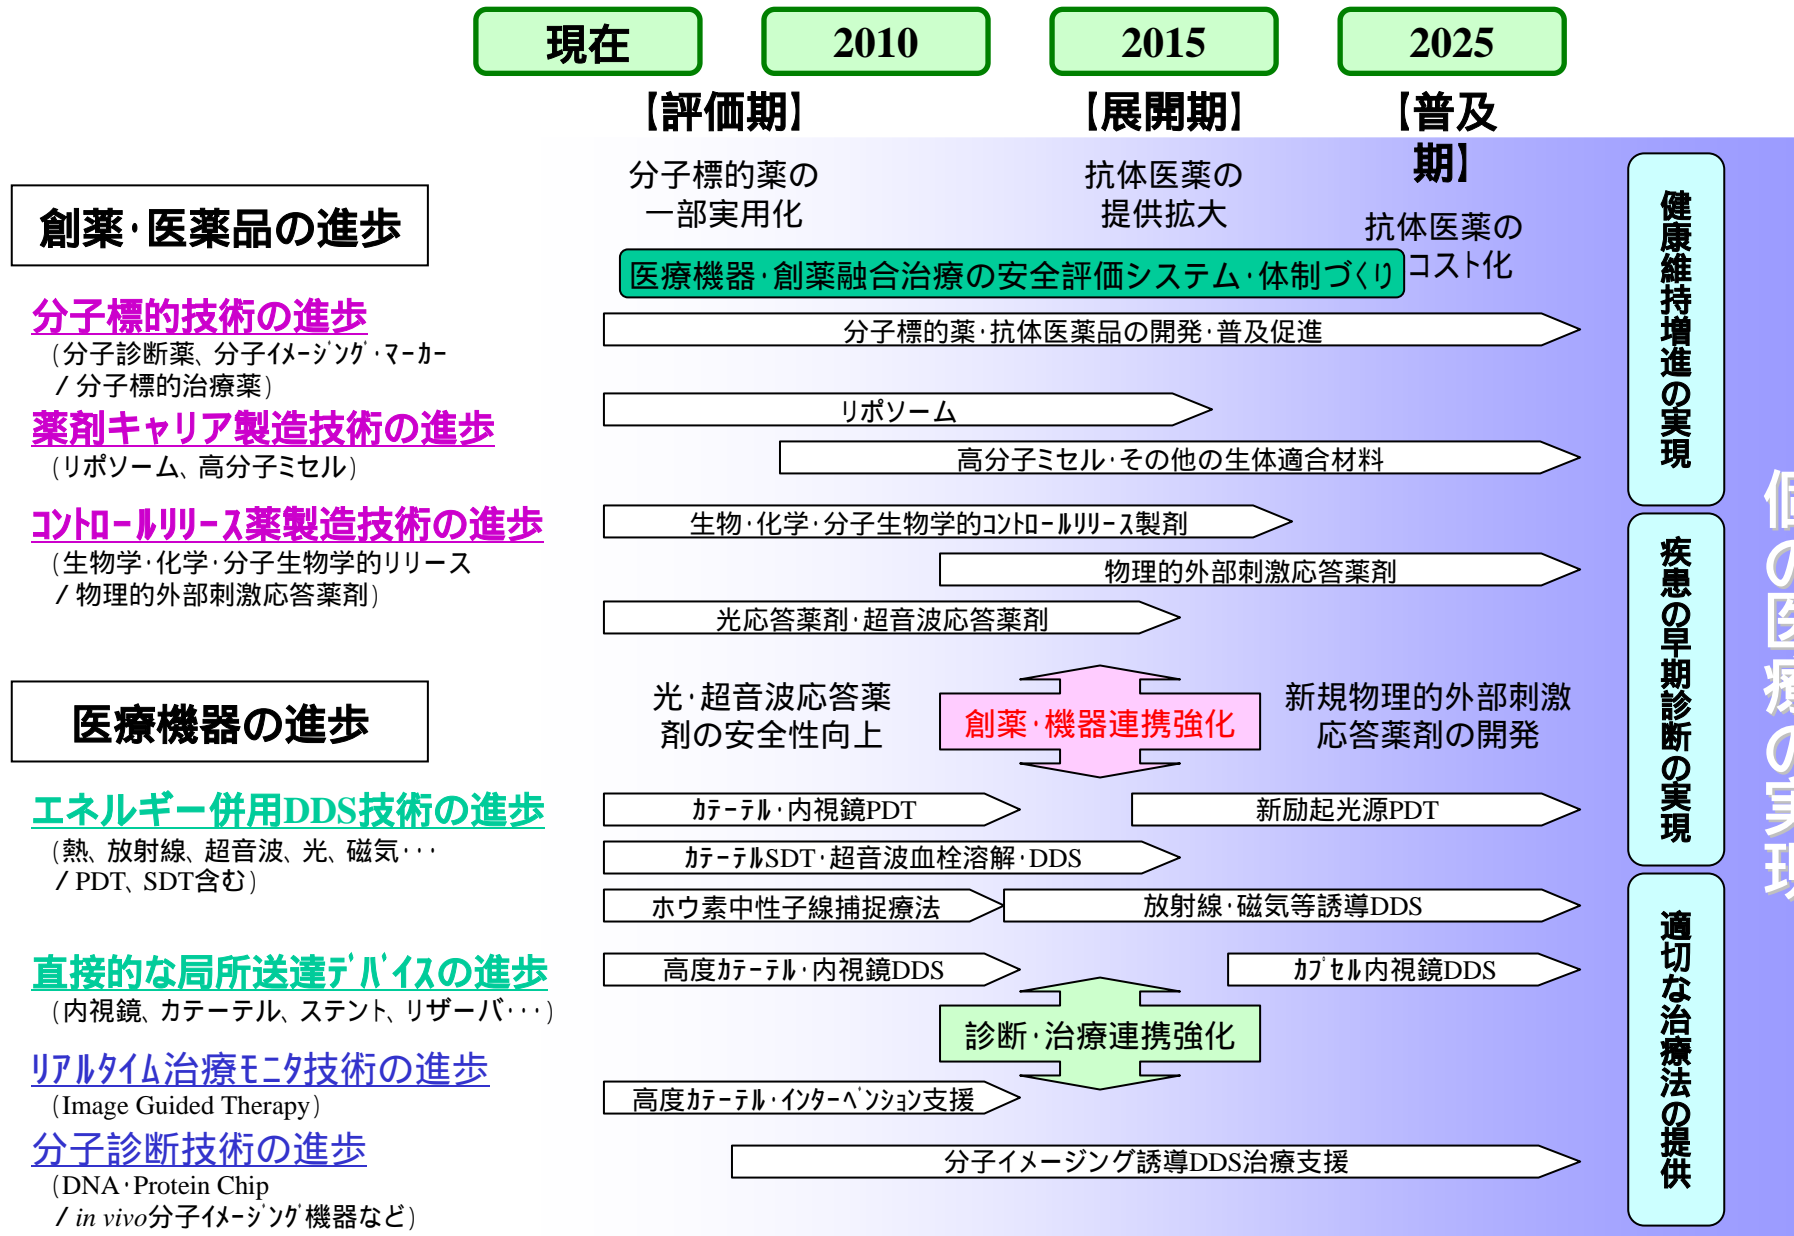 現在
2010
2015
2025
【評価期】
【展開期】
【普及
期】
分子標的薬の
一部実用化
抗体医薬の
提供拡大
抗体医薬の
コスト化
創薬・医薬品の進歩
医療機器・創薬融合治療の安全評価システム・体制づくり
分子標的技術の進歩
(分子診断薬、分子ｲﾒｰｼﾞﾝｸﾞ・ﾏｰｶｰ
/ 分子標的治療薬)
分子標的薬・抗体医薬品の開発・普及促進
薬剤キャリア製造技術の進歩
(リポソーム、高分子ミセル)
リポソーム
高分子ミセル・その他の生体適合材料
ｺﾝﾄﾛｰﾙﾘﾘｰｽ薬製造技術の進歩
(生物学・化学・分子生物学的リリース
/ 物理的外部刺激応答薬剤)
生物・化学・分子生物学的ｺﾝﾄﾛｰﾙﾘﾘｰｽ製剤
物理的外部刺激応答薬剤
光応答薬剤・超音波応答薬剤
医療機器の進歩
光・超音波応答薬
剤の安全性向上
創薬・機器連携強化
新規物理的外部刺激
応答薬剤の開発
エネルギー併用DDS技術の進歩
(熱、放射線、超音波、光、磁気・・・
/ PDT、SDT含む)
ｶﾃｰﾃﾙ・内視鏡PDT
新励起光源PDT
ｶﾃｰﾃﾙSDT・超音波血栓溶解・DDS
ホウ素中性子線捕捉療法
放射線・磁気等誘導DDS
直接的な局所送達ﾃﾞﾊﾞｲｽの進歩
(内視鏡、カテーテル、ステント、リザーバ・・・)
高度ｶﾃｰﾃﾙ・内視鏡DDS
ｶﾌﾟｾﾙ内視鏡DDS
診断・治療連携強化
ﾘｱﾙﾀｲﾑ治療ﾓﾆﾀ技術の進歩
(Image Guided Therapy)
高度ｶﾃｰﾃﾙ・ｲﾝﾀｰﾍﾞﾝｼｮﾝ支援
分子診断技術の進歩
(DNA・Protein Chip
/ in vivo分子ｲﾒｰｼﾞﾝｸﾞ機器など)
分子イメージング誘導DDS治療支援
健康維持増進の実現
疾患の早期診断の実現
適切な治療法の提供
個の医療の実現